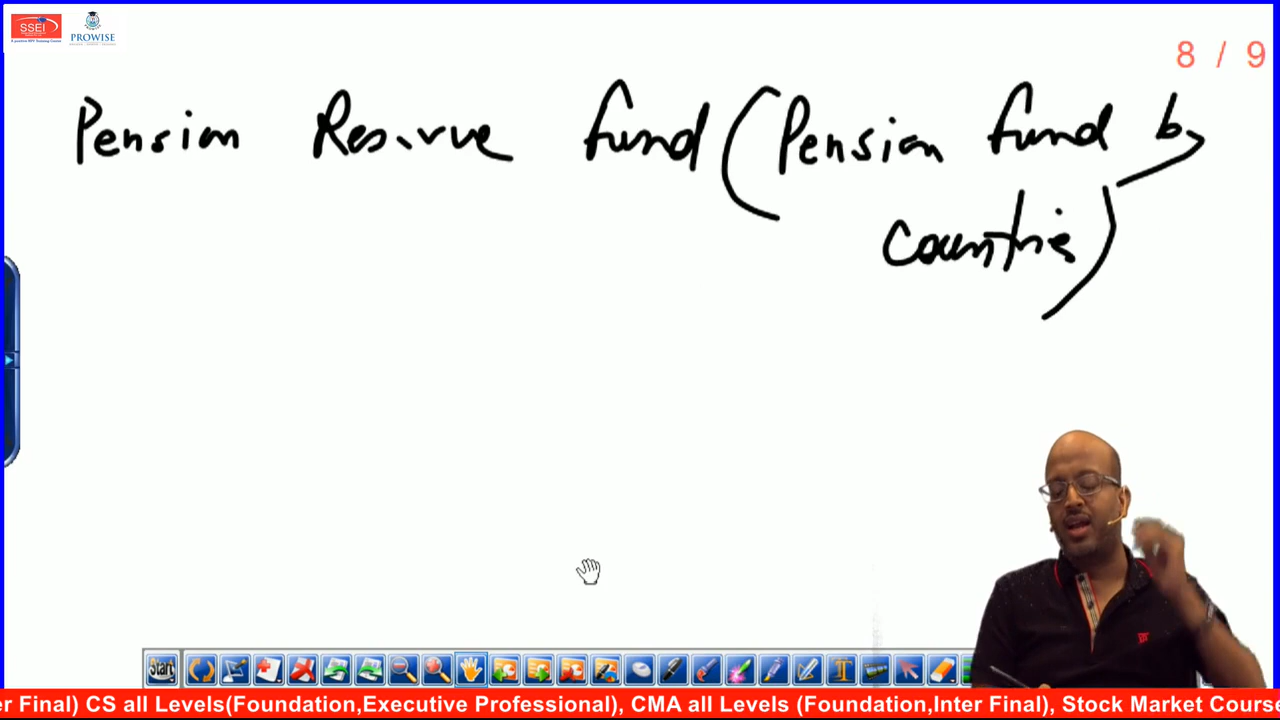 SSEI
PROWISE
8 / 9
Pension Reserve fund (Pension fund by
countries)
Start
er Final) CS all Levels(Foundation,Executive Professional), CMA all Levels (Foundation,Inter Final), Stock Market Course